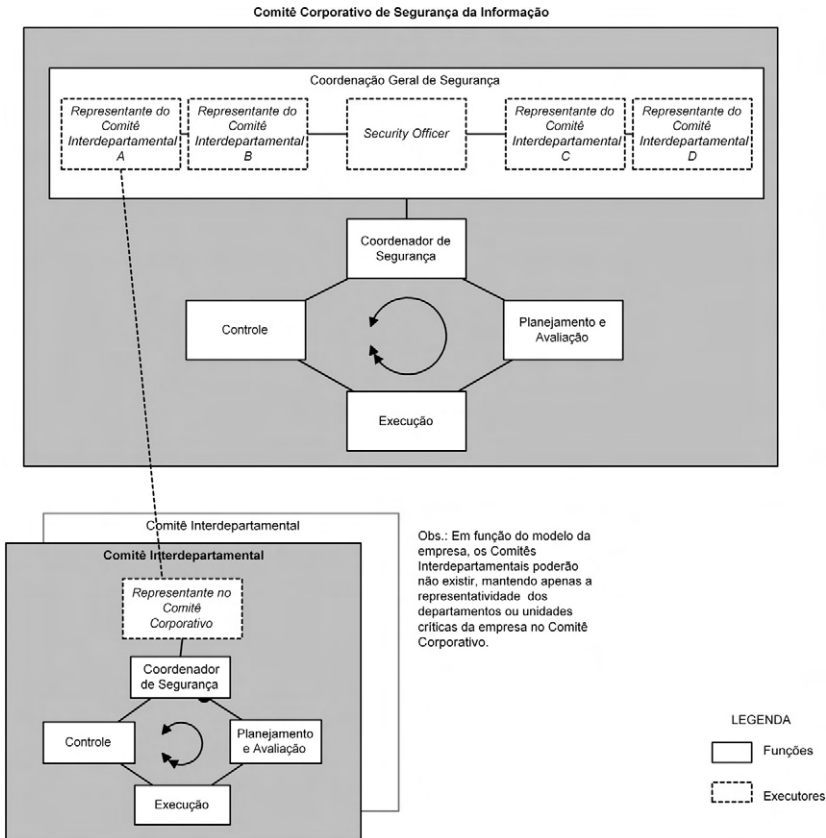 Comitê Corporativo de Segurança da Informação
Coordenação Geral de Segurança
Representante do
Comitê
Interdepartamental
A
Representante do
Comitê
Interdepartamental
B
Security Officer
Representante do
Comitê
Interdepartamental
C
Representante do
Comitê
Interdepartamental
D
Coordenador de
Segurança
Controle
Planejamento e
Avaliação
Execução
Comitê Interdepartamental
Comitê Interdepartamental
Representante no
Comitê
Corporativo
Coordenador
de Segurança
Controle
Planejamento
e Avaliação
Execução
Obs.: Em função do modelo da
empresa, os Comitês
Interdepartamentais poderão
não existir, mantendo apenas a
representatividade dos
departamentos ou unidades
críticas da empresa no Comitê
Corporativo.
LEGENDA
Funções
Executores